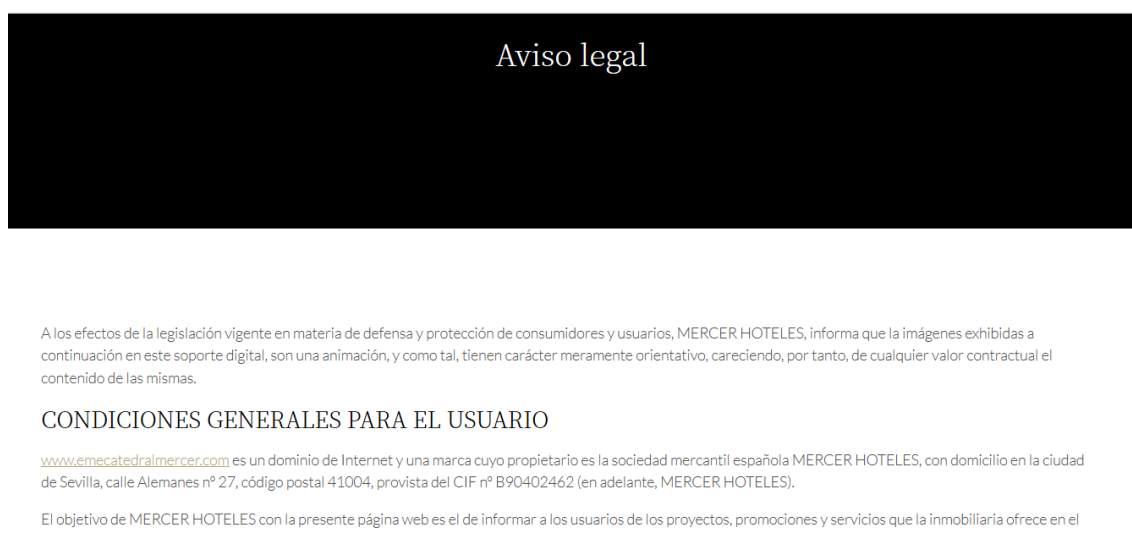 Aviso legal
A los efectos de la legislación vigente en materia de defensa y protección de consumidores y usuarios, MERCER HOTELES, informa que la imágenes exhibidas a
continuación en este soporte digital, son una animación, y como tal, tienen carácter meramente orientativo, careciendo, por tanto, de cualquier valor contractual el
contenido de las mismas.
CONDICIONES GENERALES PARA EL USUARIO
www.emecatedralmercer.com es un dominio de Internet y una marca cuyo propietario es la sociedad mercantil española MERCER HOTELES, con domicilio en la ciudad
de Sevilla, calle Alemanes nº 27, código postal 41004, provista del CIF nº B90402462 (en adelante, MERCER HOTELES).
El objetivo de MERCER HOTELES con la presente página web es el de informar a los usuarios de los proyectos, promociones y servicios que la inmobiliaria ofrece en el